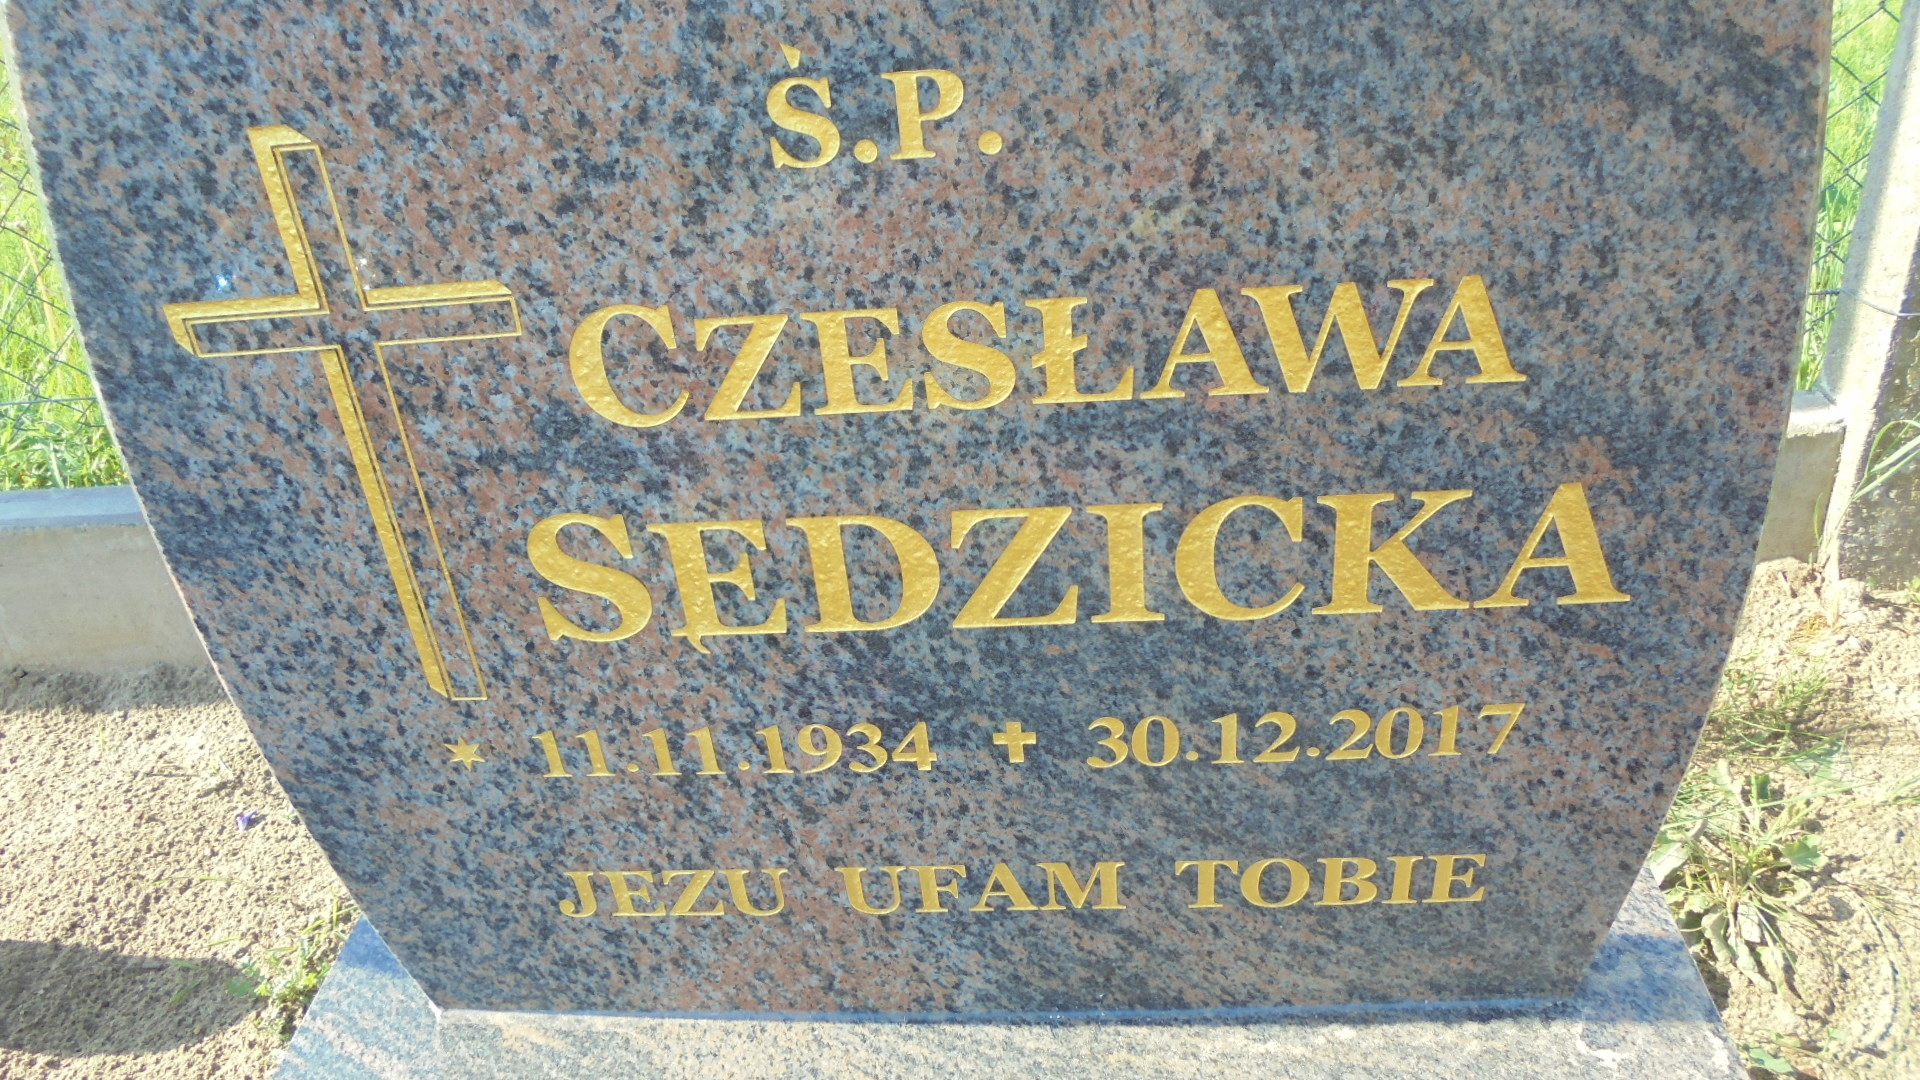 Ś.P.
CZESŁAWA
SĘDZICKA
* 11.11.1934 ✝ 30.12.2017
JEZU UFAM TOBIE